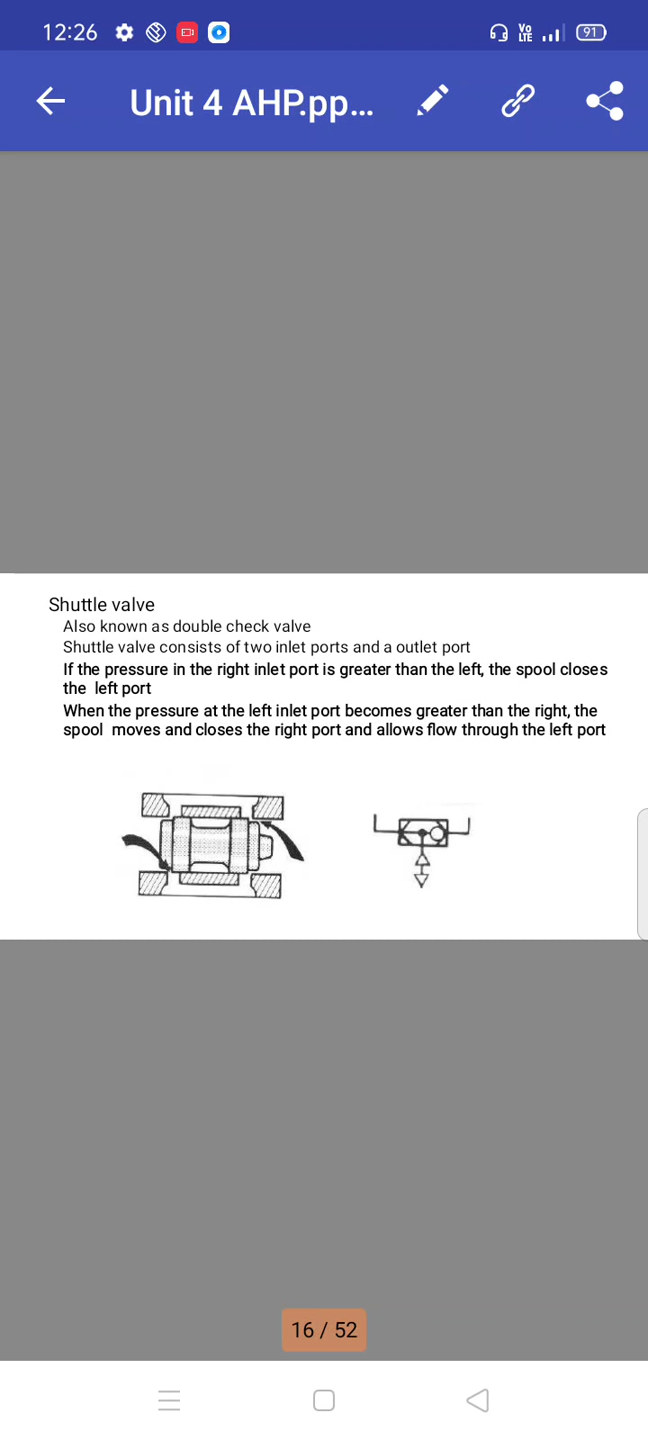 12:26
Vo
LTE
91
Unit 4 AHP.pp...
Shuttle valve
Also known as double check valve
Shuttle valve consists of two inlet ports and a outlet port
If the pressure in the right inlet port is greater than the left, the spool closes
the left port
When the pressure at the left inlet port becomes greater than the right, the
spool moves and closes the right port and allows flow through the left port
16 / 52